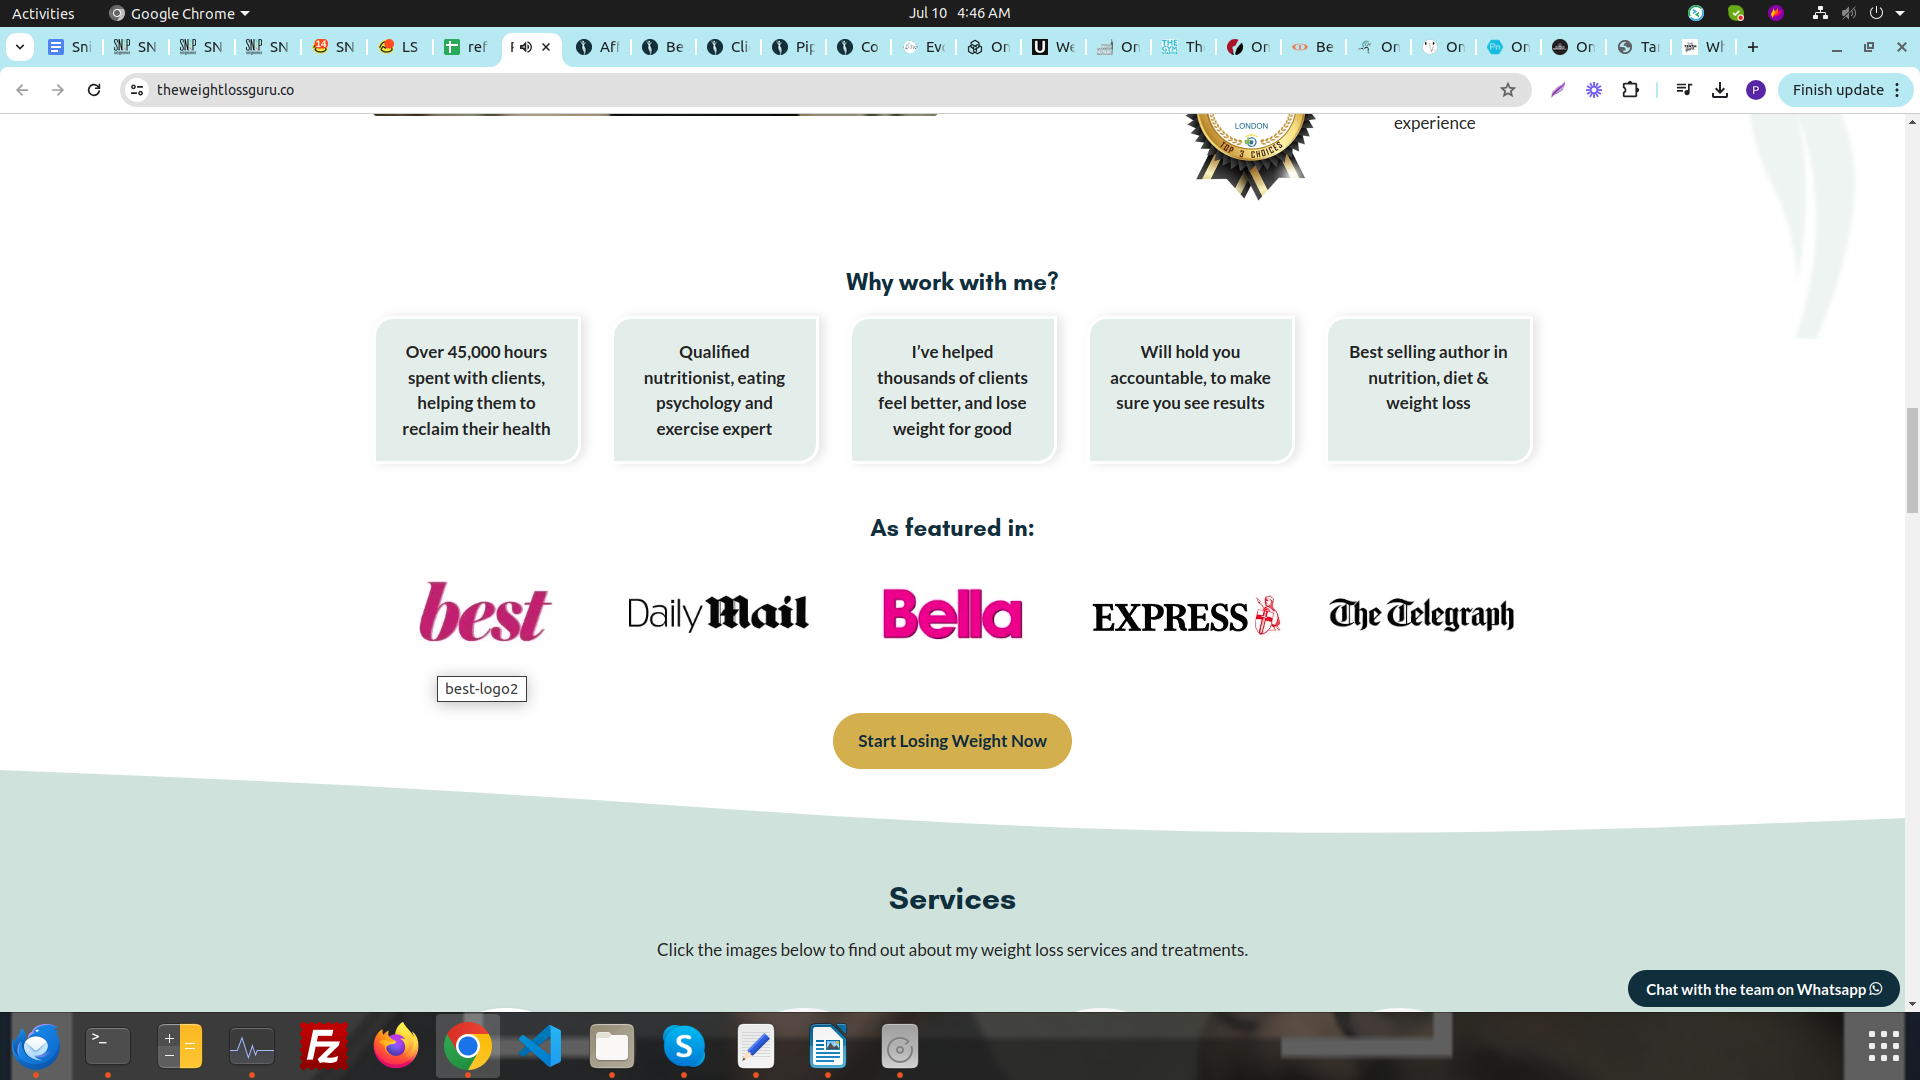 Activities
Google Chrome
Jul 10 4:46 AM
Sni
SN
SN
SN
SN
LS
ref
Aff
Be
Cli
Pip
Co
Eve
On
We
On
The
On
Be
On
On
On
On
Tar
Wh
theweightlossguru.co
P
Finish update
LONDON
TOP 3 CHOICES
experience
Why work with me?
Over 45,000 hours
spent with clients,
helping them to
reclaim their health
Qualified
nutritionist, eating
psychology and
exercise expert
I’ve helped
thousands of clients
feel better, and lose
weight for good
Will hold you
accountable, to make
sure you see results
Best selling author in
nutrition, diet &
weight loss
As featured in:
best
Daily Mail
Bella
EXPRESS
The Telegraph
best-logo2
Start Losing Weight Now
Services
Click the images below to find out about my weight loss services and treatments.
Chat with the team on Whatsapp